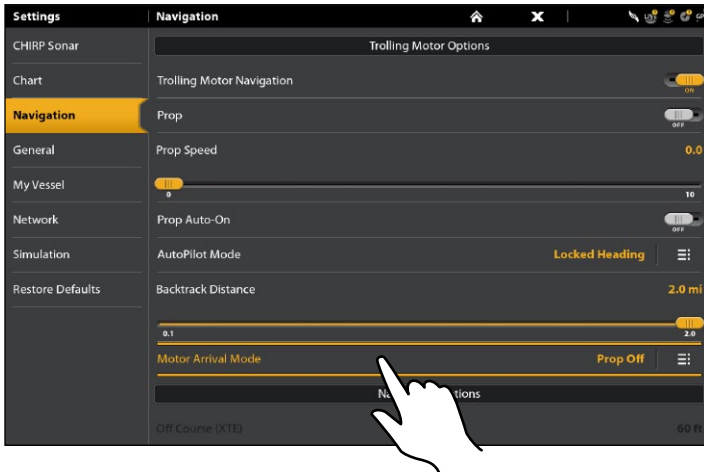 Settings
Navigation
CHIRP Sonar
Chart
Navigation
General
My Vessel
Network
Simulation
Restore Defaults
Trolling Motor Options
Trolling Motor Navigation ON
Prop OFF
Prop Speed 0.0
0 10
Prop Auto-On OFF
AutoPilot Mode Locked Heading
Backtrack Distance 2.0 mi
0.1 2.0
Motor Arrival Mode Prop Off
Off Course (XTE) 60 ft